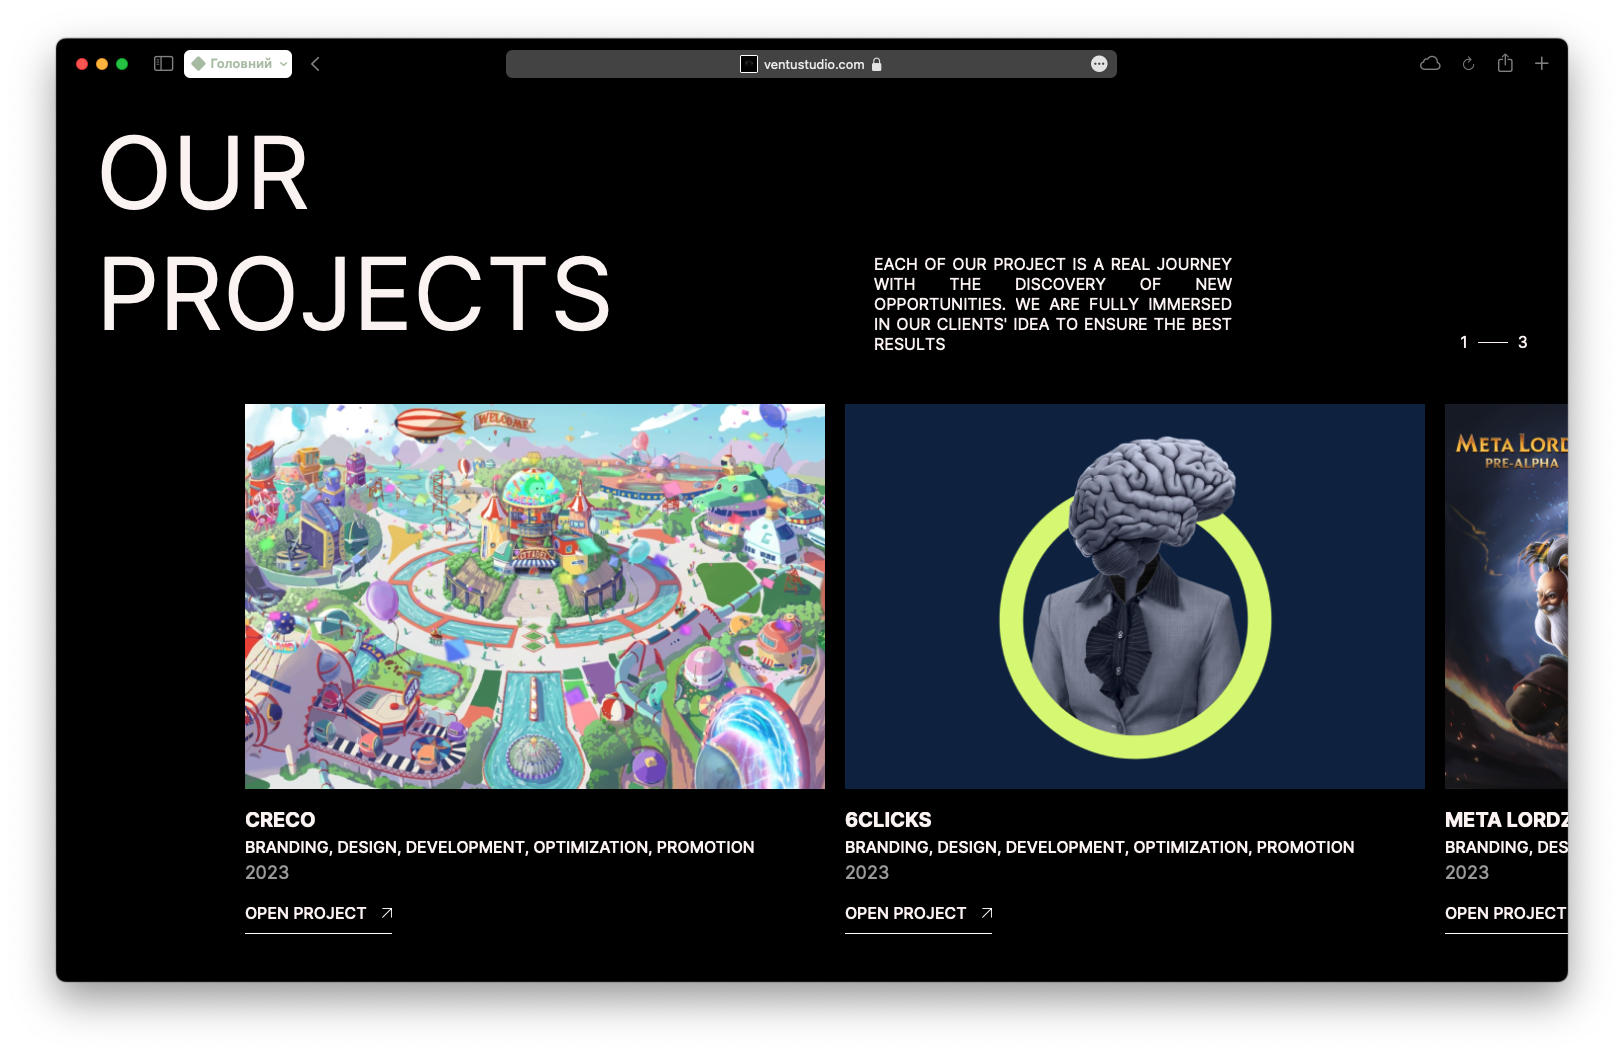 Головний
ventustudio.com
OUR
PROJECTS
EACH OF OUR PROJECT IS A REAL JOURNEY
WITH THE DISCOVERY OF NEW
OPPORTUNITIES. WE ARE FULLY IMMERSED
IN OUR CLIENTS' IDEA TO ENSURE THE BEST
RESULTS
1 — 3
WELCOME
CITADEL
META LORD
PRE-ALPHA
CRECO
BRANDING, DESIGN, DEVELOPMENT, OPTIMIZATION, PROMOTION
2023
OPEN PROJECT
6CLICKS
BRANDING, DESIGN, DEVELOPMENT, OPTIMIZATION, PROMOTION
2023
OPEN PROJECT
META LORDZ
BRANDING, DES
2023
OPEN PROJECT